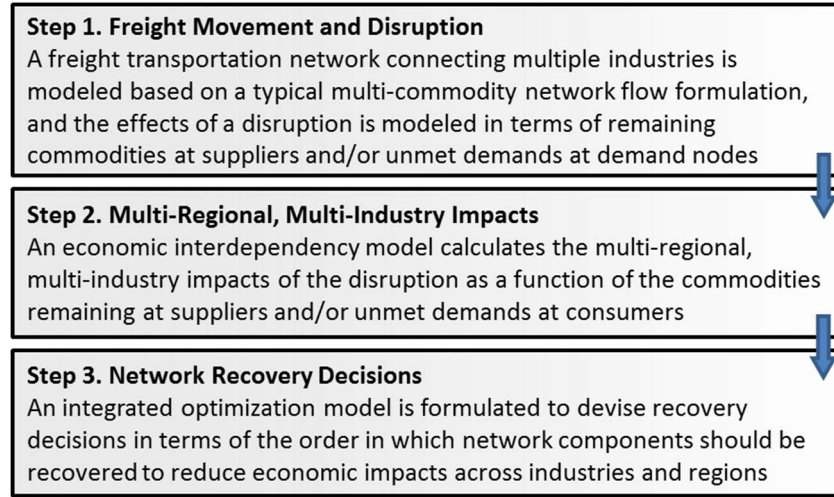 Step 1. Freight Movement and Disruption
A freight transportation network connecting multiple industries is
modeled based on a typical multi-commodity network flow formulation,
and the effects of a disruption is modeled in terms of remaining
commodities at suppliers and/or unmet demands at demand nodes
Step 2. Multi-Regional, Multi-Industry Impacts
An economic interdependency model calculates the multi-regional,
multi-industry impacts of the disruption as a function of the commodities
remaining at suppliers and/or unmet demands at consumers
Step 3. Network Recovery Decisions
An integrated optimization model is formulated to devise recovery
decisions in terms of the order in which network components should be
recovered to reduce economic impacts across industries and regions